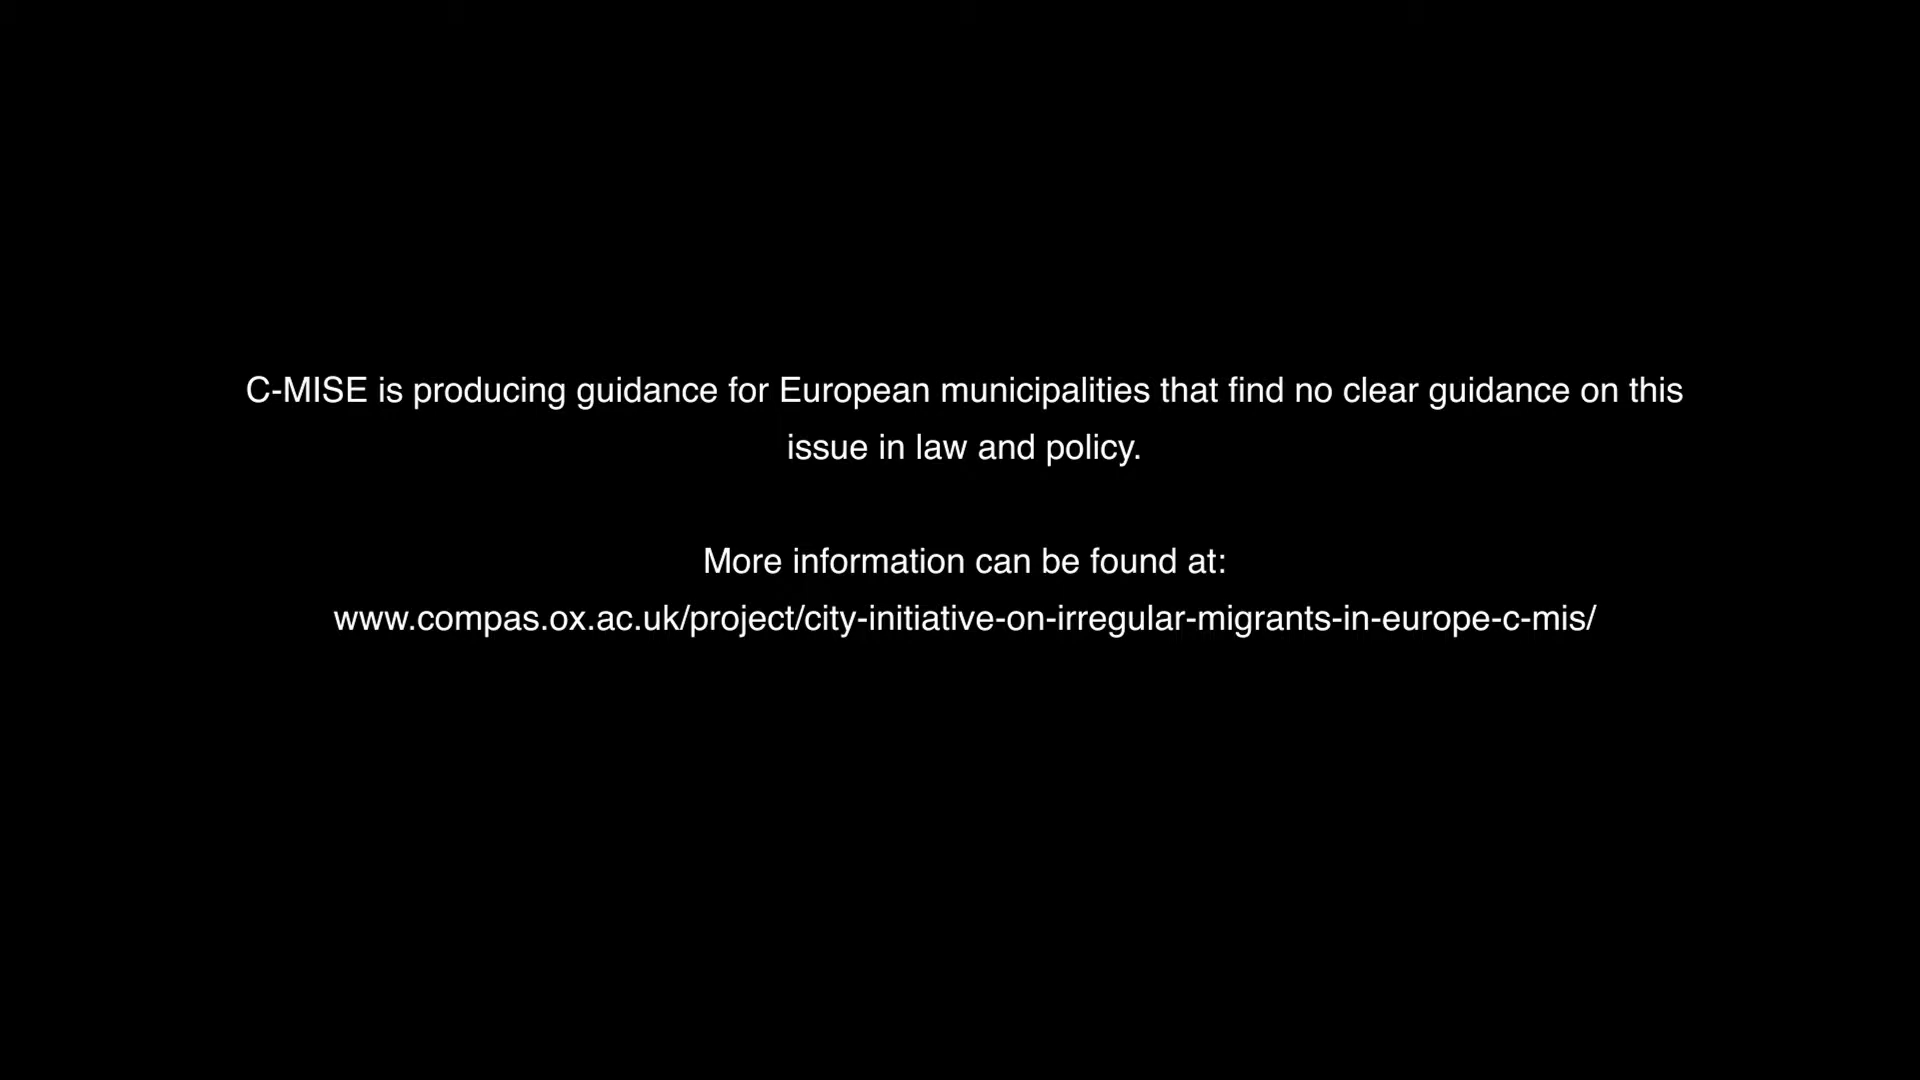 C-MISE is producing guidance for European municipalities that find no clear guidance on this
issue in law and policy.
More information can be found at:
www.compas.ox.ac.uk/project/city-initiative-on-irregular-migrants-in-europe-c-mis/